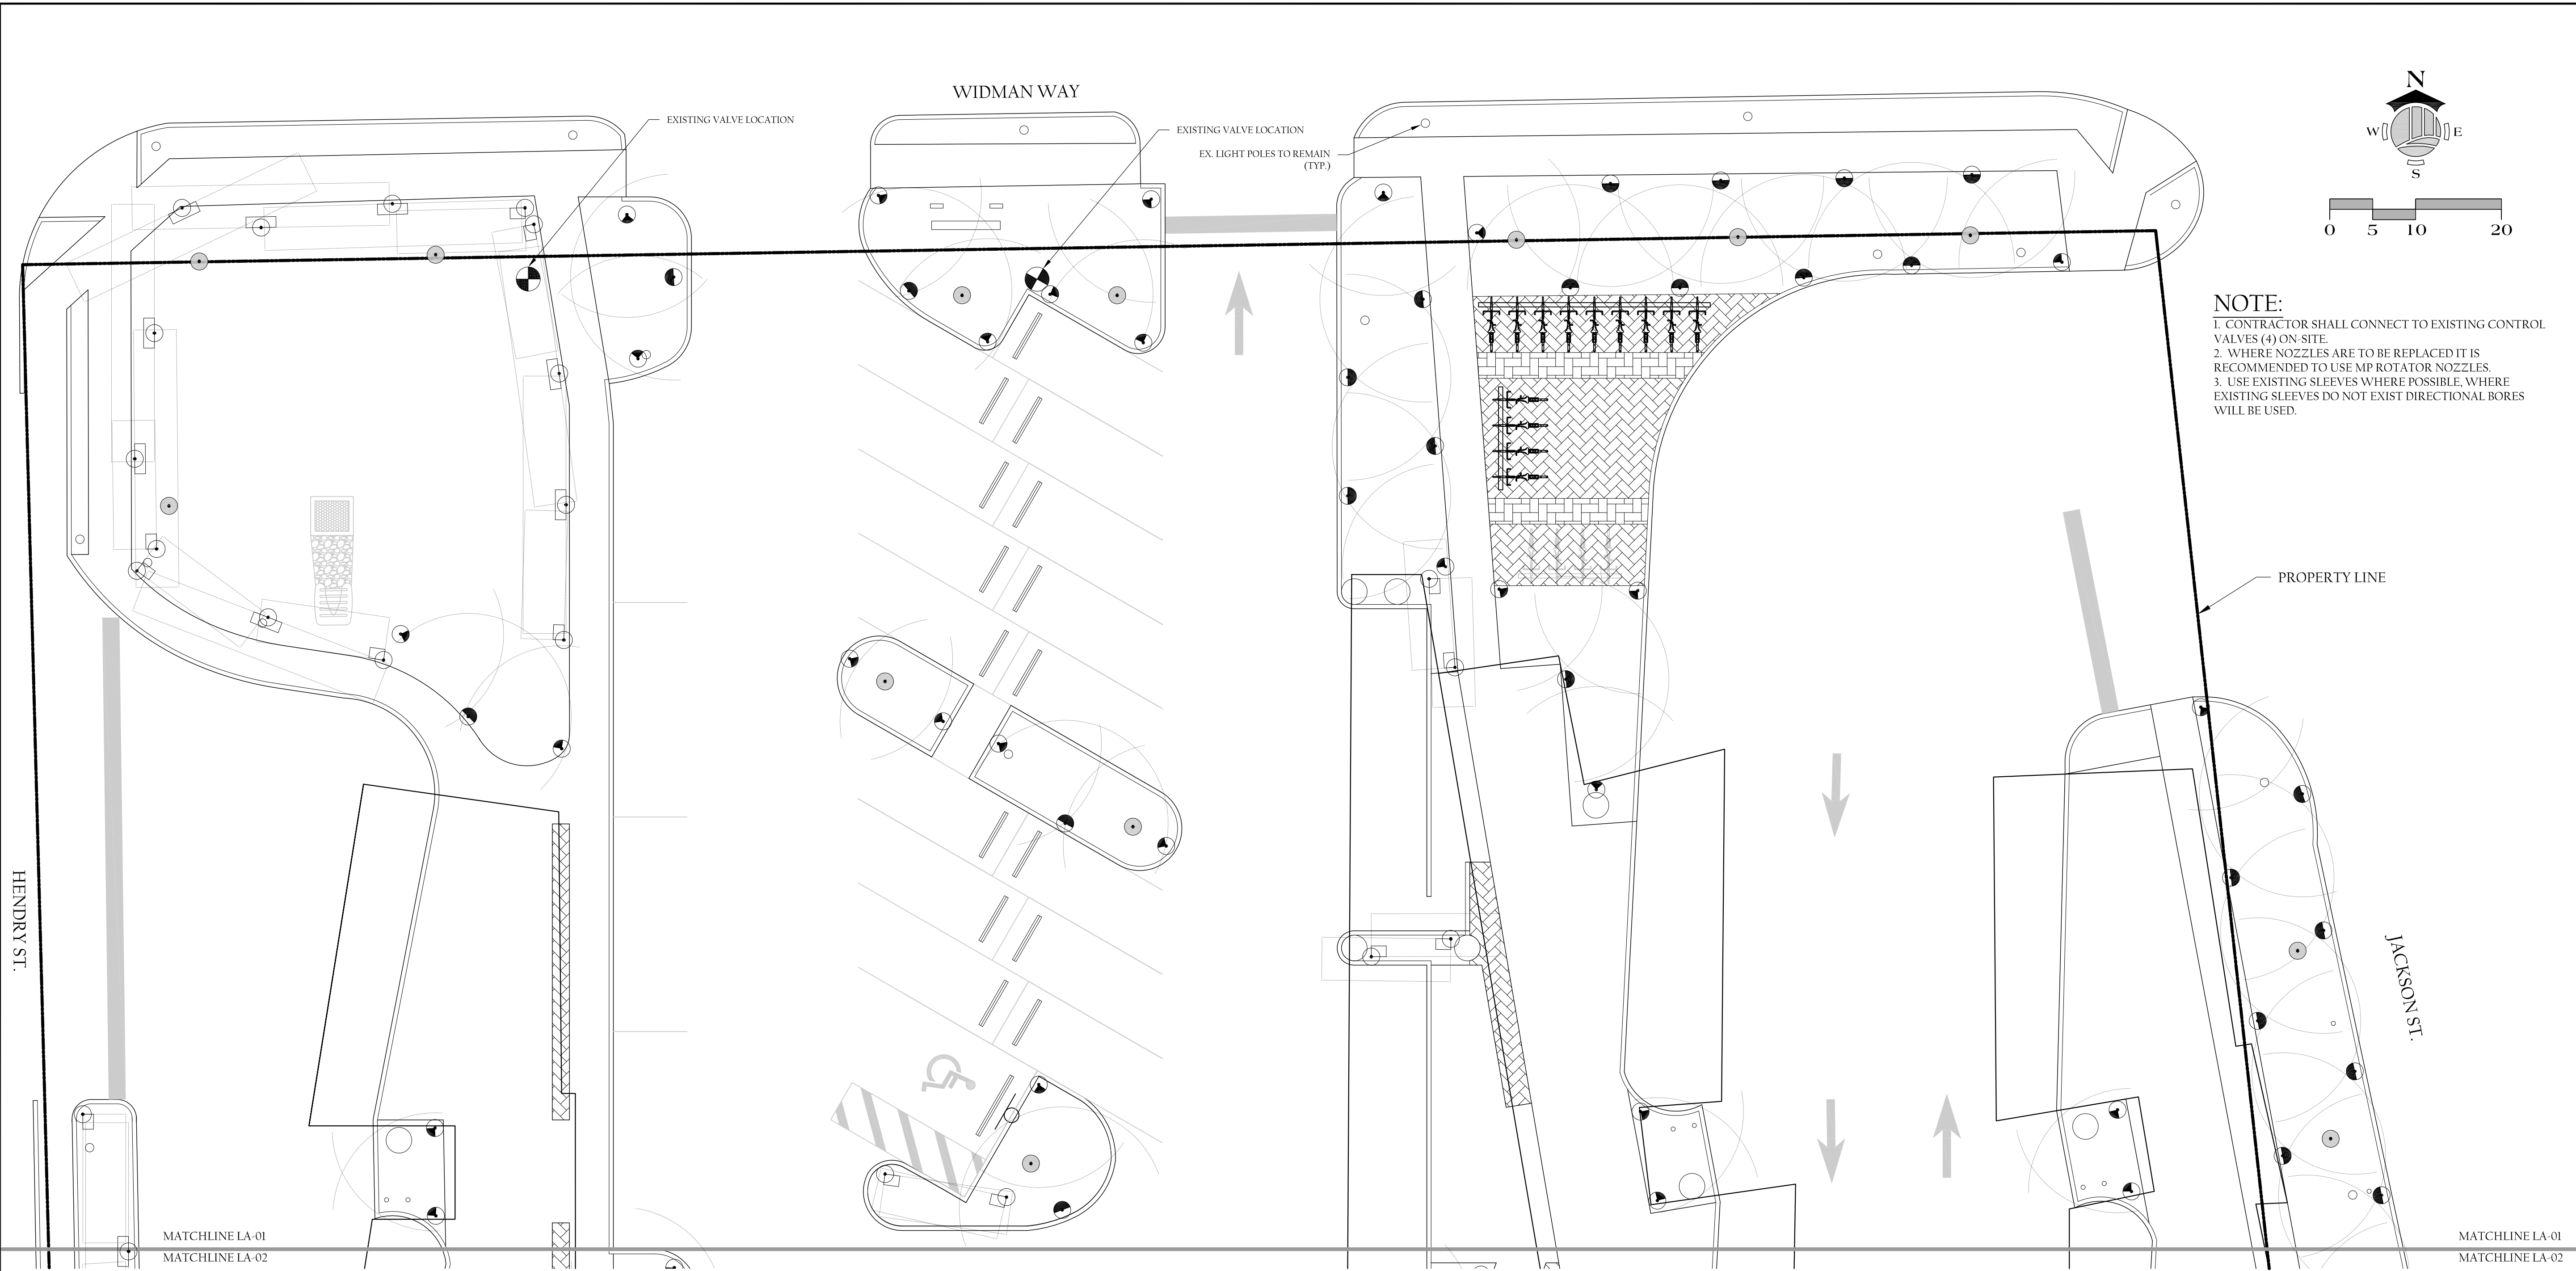 WIDMAN WAY
EXISTING VALVE LOCATION
EXISTING VALVE LOCATION
EX. LIGHT POLES TO REMAIN
(TYP.)
N
W E
S
0 5 10 20
NOTE:
1. CONTRACTOR SHALL CONNECT TO EXISTING CONTROL
VALVES (4) ON-SITE.
2. WHERE NOZZLES ARE TO BE REPLACED IT IS
RECOMMENDED TO USE MP ROTATOR NOZZLES.
3. USE EXISTING SLEEVES WHERE POSSIBLE, WHERE
EXISTING SLEEVES DO NOT EXIST DIRECTIONAL BORES
WILL BE USED.
PROPERTY LINE
HENDRY ST.
JACKSON ST.
MATCHLINE LA-01
MATCHLINE LA-02
MATCHLINE LA-01
MATCHLINE LA-02